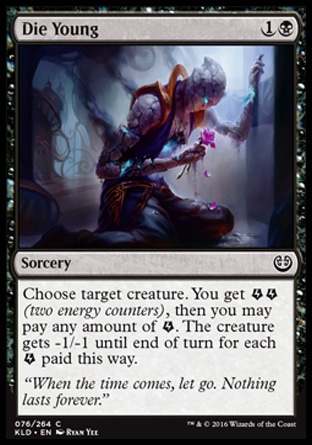 Die Young 1
Sorcery
Choose target creature. You get
(two energy counters), then you may
pay any amount of . The creature
gets -1/-1 until end of turn for each
paid this way.
“When the time comes, let go. Nothing
lasts forever.”
076/264 C
KLD • EN Ryan Yee ™ & © 2016 Wizards of the Coast